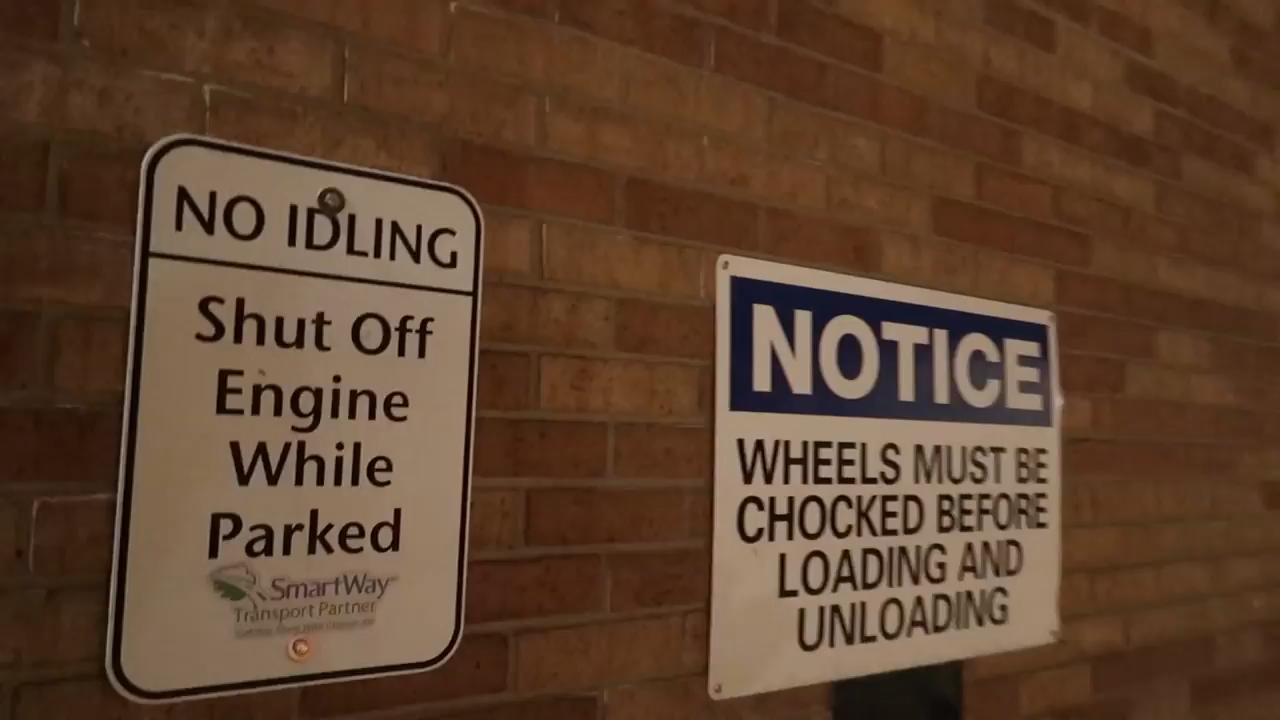 NO IDLING
Shut Off
Engine
While
Parked
SmartWay
Transport Partner
NOTICE
WHEELS MUST BE
CHOCKED BEFORE
LOADING AND
UNLOADING